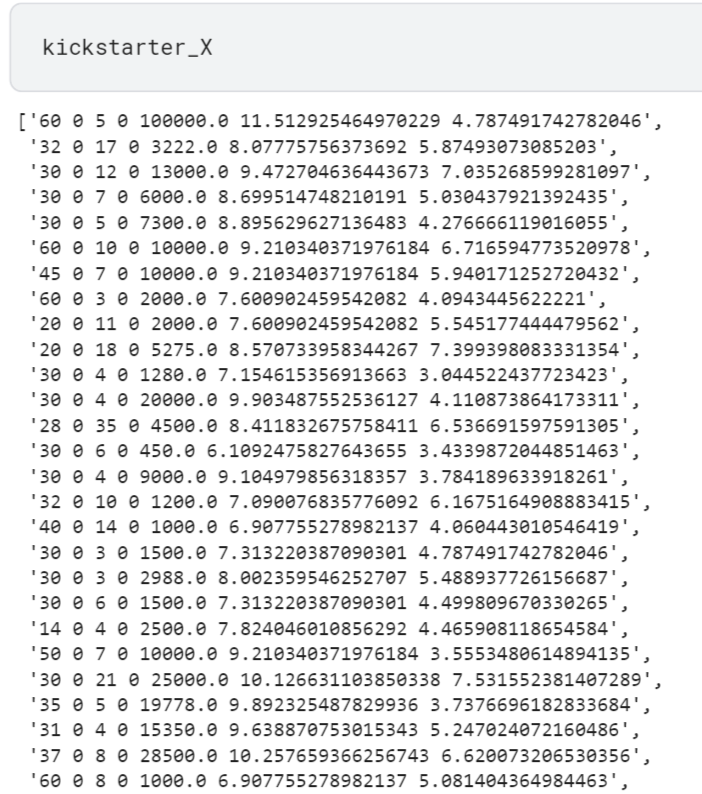 kickstarter_X
['60 0 5 0 100000.0 11.512925464970229 4.787491742782046',
'32 0 17 0 3222.0 8.07775756373692 5.87493073085203',
'30 0 12 0 13000.0 9.472704636443673 7.035268599281097',
'30 0 7 0 6000.0 8.699514748210191 5.030437921392435',
'30 0 5 0 7300.0 8.895629627136483 4.276666119016055',
'60 0 10 0 10000.0 9.210340371976184 6.716594773520978',
'45 0 7 0 10000.0 9.210340371976184 5.940171252720432',
'60 0 3 0 2000.0 7.600902459542082 4.0943445622221',
'20 0 11 0 2000.0 7.600902459542082 5.545177444479562',
'20 0 18 0 5275.0 8.570733958344267 7.399398083331354',
'30 0 4 0 1280.0 7.154615356913663 3.044522437723423',
'30 0 4 0 20000.0 9.903487552536127 4.110873864173311',
'28 0 35 0 4500.0 8.411832675758411 6.536691597591305',
'30 0 6 0 450.0 6.1092475827643655 3.4339872044851463',
'30 0 4 0 9000.0 9.104979856318357 3.784189633918261',
'32 0 10 0 1200.0 7.090076835776092 6.1675164908883415',
'40 0 14 0 1000.0 6.907755278982137 4.060443010546419',
'30 0 3 0 1500.0 7.313220387090301 4.787491742782046',
'30 0 3 0 2988.0 8.002359546252707 5.488937726156687',
'30 0 6 0 1500.0 7.313220387090301 4.499809670330265',
'14 0 4 0 2500.0 7.824046010856292 4.465908118654584',
'50 0 7 0 10000.0 9.210340371976184 3.5553480614894135',
'30 0 21 0 25000.0 10.126631103850338 7.531552381407289',
'35 0 5 0 19778.0 9.892325487829936 3.7376696182833684',
'31 0 4 0 15350.0 9.638870753015343 5.247024072160486',
'37 0 8 0 28500.0 10.257659366256743 6.620073206530356',
'60 0 8 0 1000.0 6.907755278982137 5.081404364984463',